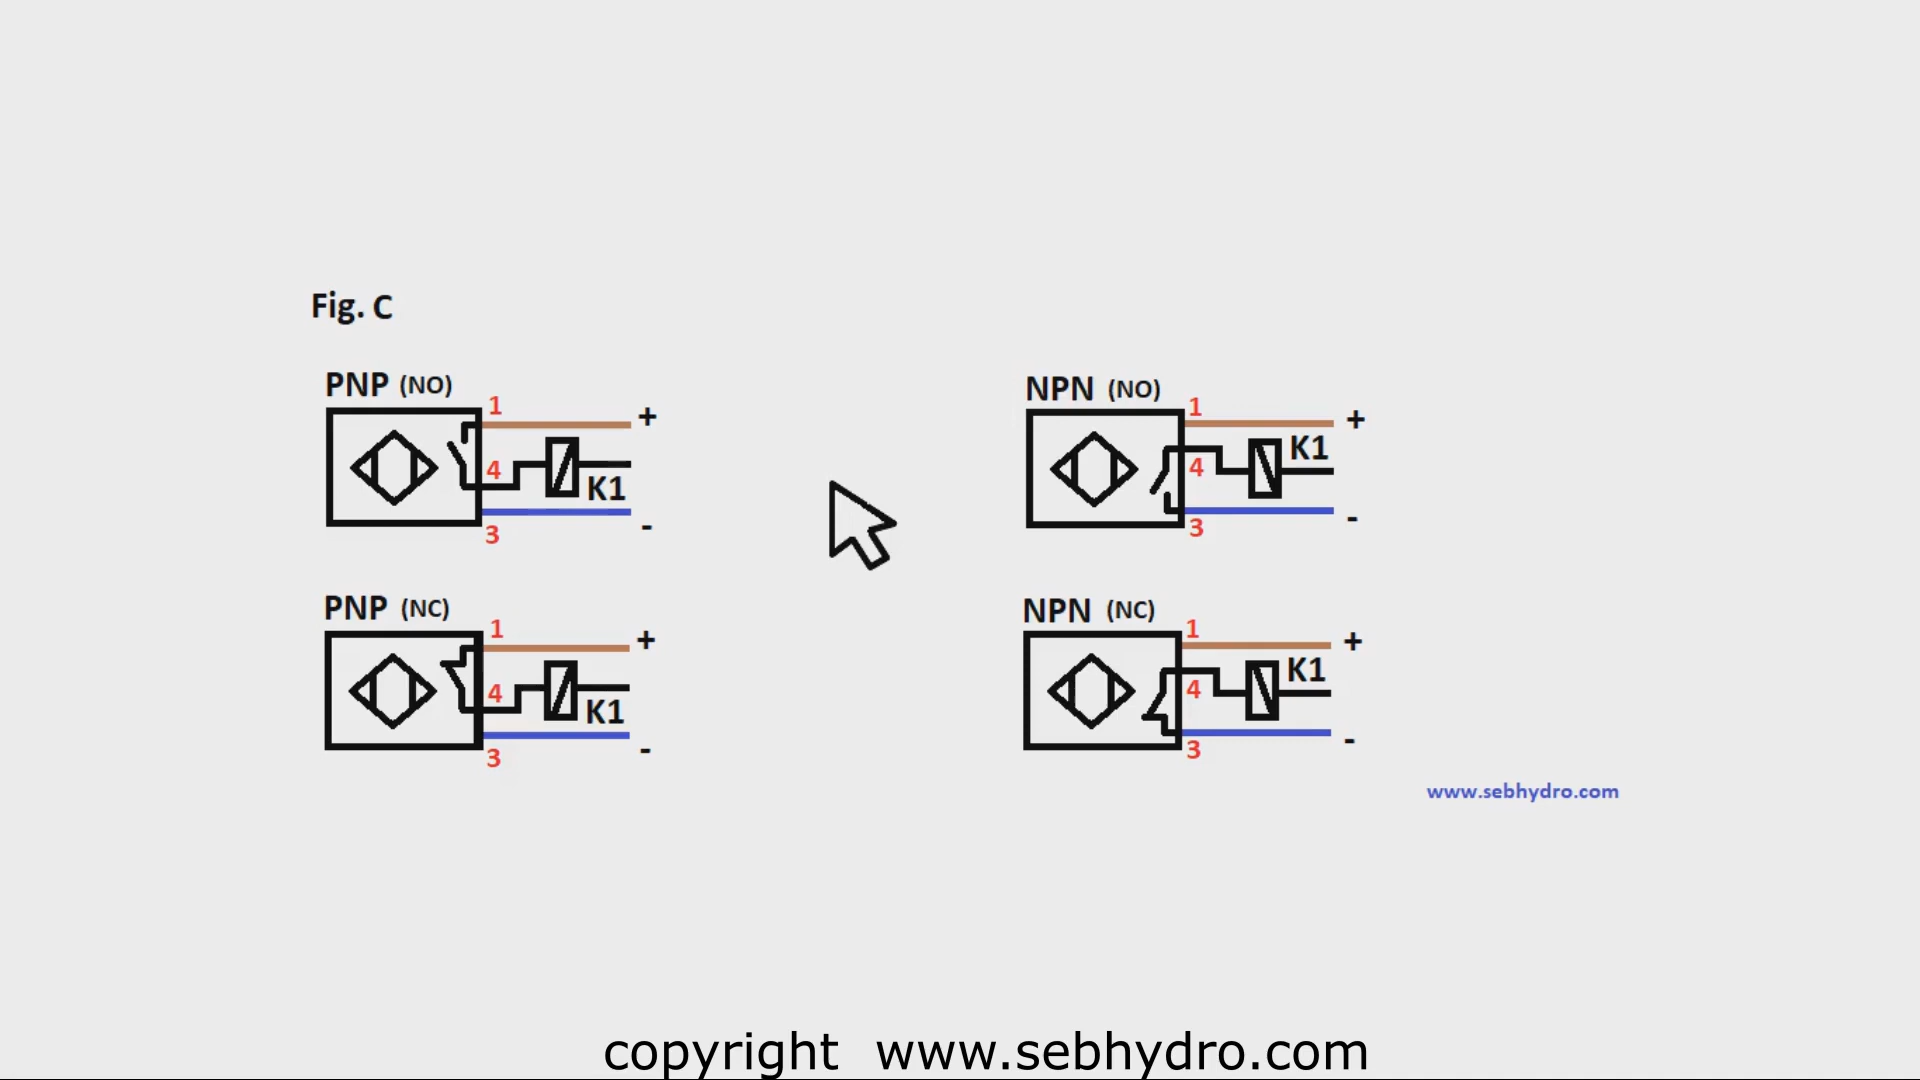 Fig. C
PNP (NO)
1
+
4
K1
-
3
NPN (NO)
1
+
K1
4
-
3
PNP (NC)
1
+
4
K1
-
3
NPN (NC)
1
+
K1
4
-
3
www.sebhydro.com
copyright www.sebhydro.com